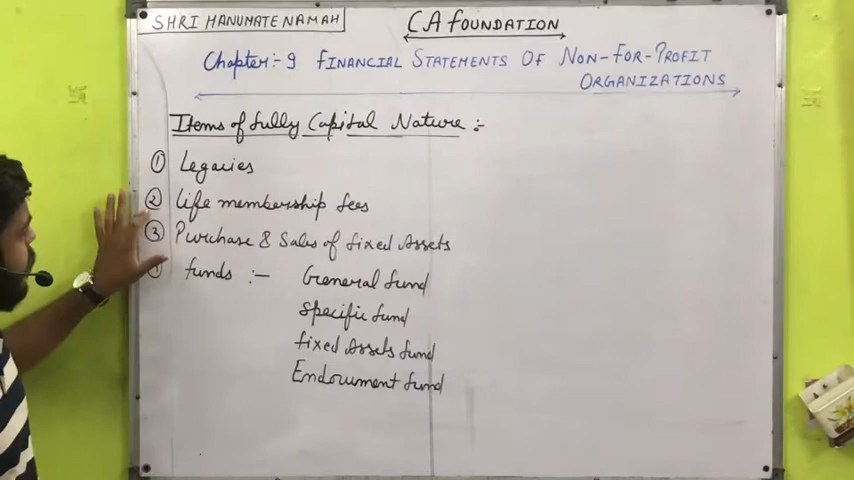 SHRI HANUMATE NAMAH
CA FOUNDATION
Chapter:- 9 FINANCIAL STATEMENTS OF NON-FOR-PROFIT
ORGANIZATIONS
Items of fully Capital Nature :-
① Legacies
② Life membership fees
③ Purchase & Sales of fixed Assets
funds :- General fund
specific fund
fixed Assets fund
Endowment fund